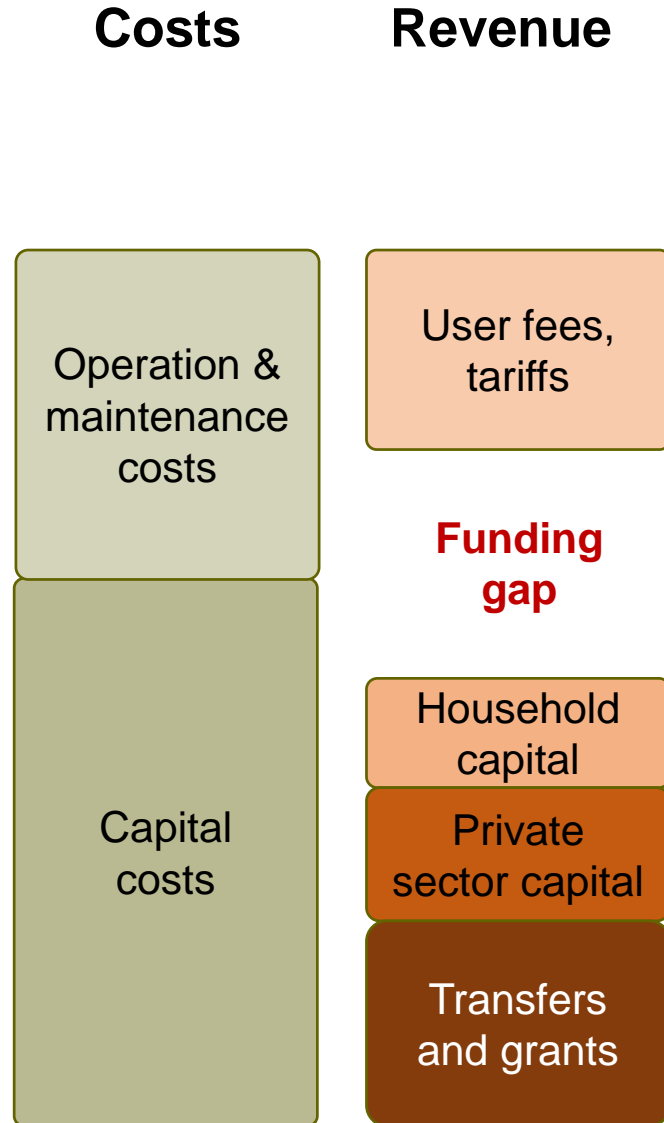 Costs
Revenue
Operation &
maintenance
costs
Capital
costs
User fees,
tariffs
Funding
gap
Household
capital
Private
sector capital
Transfers
and grants